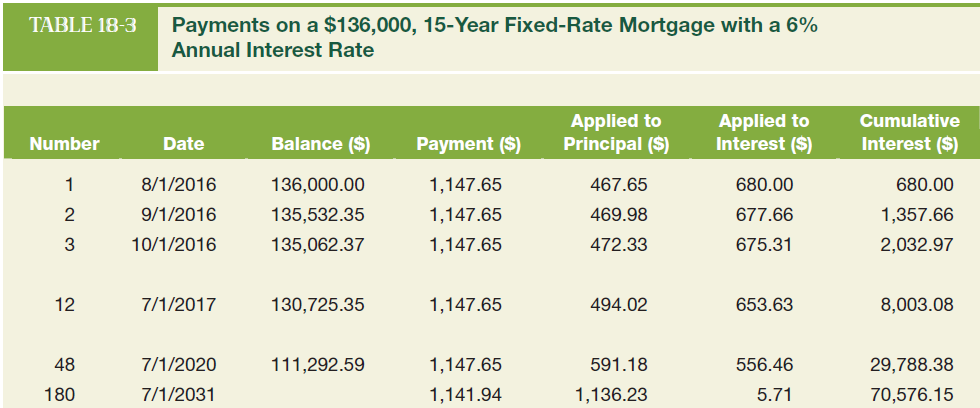 TABLE 18-3 Payments on a $136,000, 15-Year Fixed-Rate Mortgage with a 6%
Annual Interest Rate
Applied to Applied to Cumulative
Number Date Balance ($) Payment ($) Principal ($) Interest ($) Interest ($)
1 8/1/2016 136,000.00 1,147.65 467.65 680.00 680.00
2 9/1/2016 135,532.35 1,147.65 469.98 677.66 1,357.66
3 10/1/2016 135,062.37 1,147.65 472.33 675.31 2,032.97
12 7/1/2017 130,725.35 1,147.65 494.02 653.63 8,003.08
48 7/1/2020 111,292.59 1,147.65 591.18 556.46 29,788.38
180 7/1/2031 1,141.94 1,136.23 5.71 70,576.15